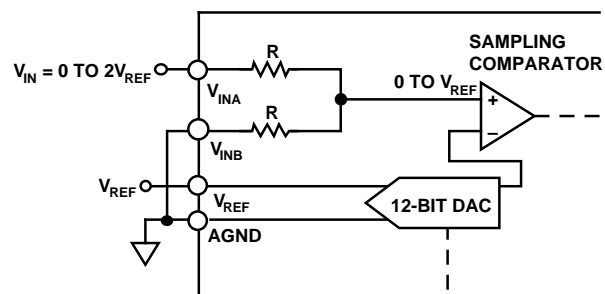 SAMPLING
COMPARATOR
R
V_IN = 0 TO 2V_REF
V_INA
0 TO V_REF
+
R
–
V_INB
V_REF
V_REF
12-BIT DAC
AGND